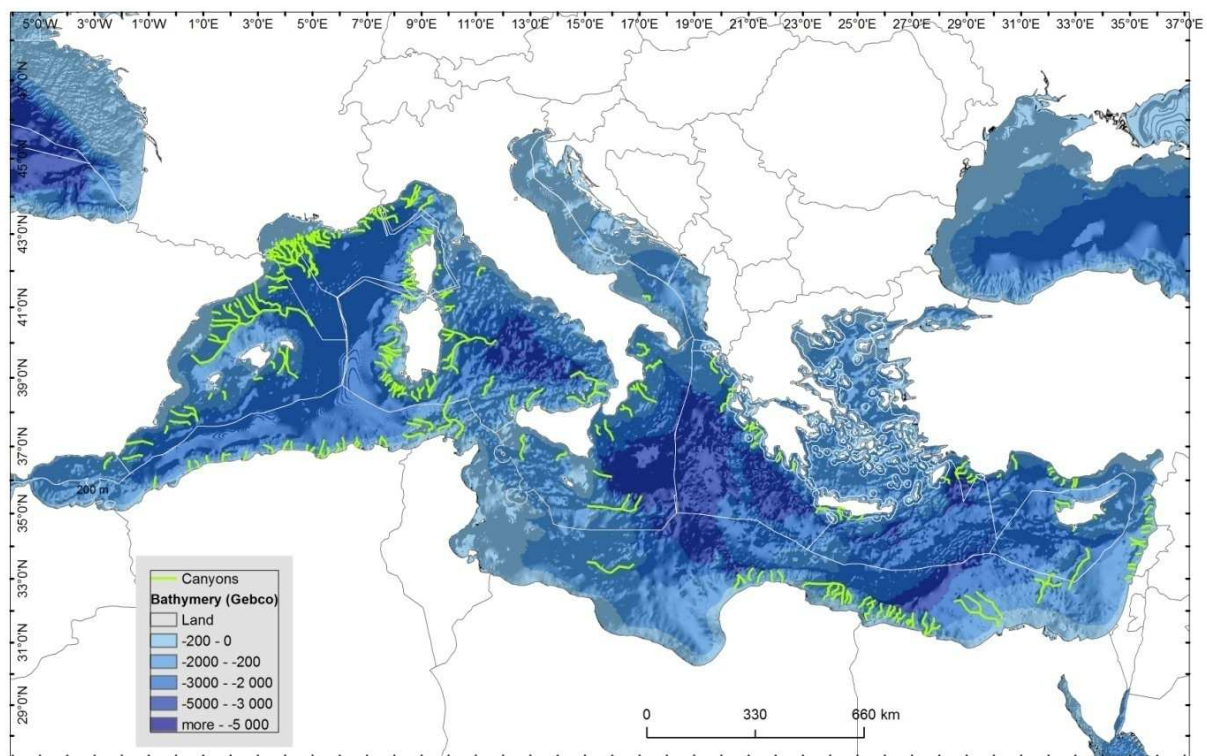 5°0'W 3°0'W 1°0'W 1°0'E 3°0'E 5°0'E 7°0'E 9°0'E 11°0'E 13°0'E 15°0'E 17°0'E 19°0'E 21°0'E 23°0'E 25°0'E 27°0'E 29°0'E 31°0'E 33°0'E 35°0'E 37°0'E
47°0'N
45°0'N
43°0'N
41°0'N
39°0'N
37°0'N
35°0'N
33°0'N
31°0'N
29°0'N
200 m
Canyons
Bathymery (Gebco)
Land
-200 - 0
-2000 - -200
-3000 - -2 000
-5000 - -3 000
more - -5 000
0 330 660 km